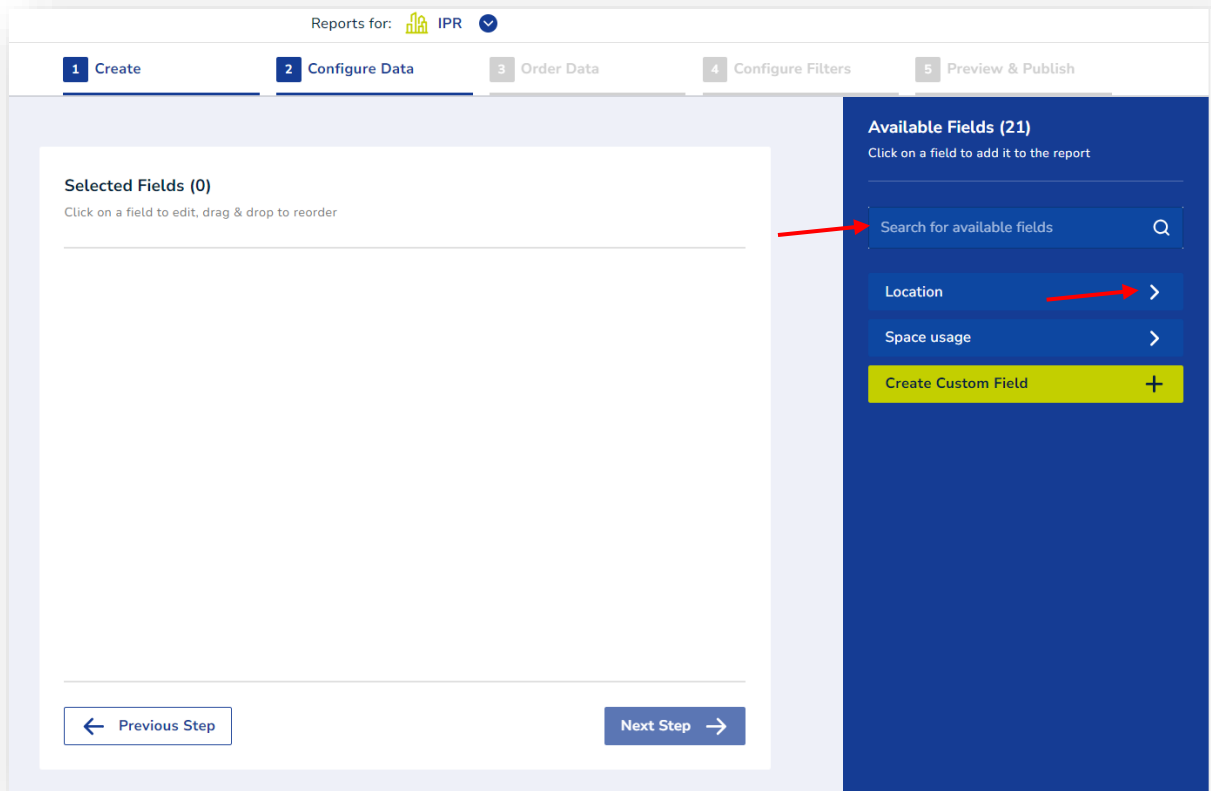 Reports for: IPR
1 Create
2 Configure Data
3 Order Data
4 Configure Filters
5 Preview & Publish
Selected Fields (0)
Click on a field to edit, drag & drop to reorder
Previous Step
Next Step
Available Fields (21)
Click on a field to add it to the report
Search for available fields
Location
Space usage
Create Custom Field